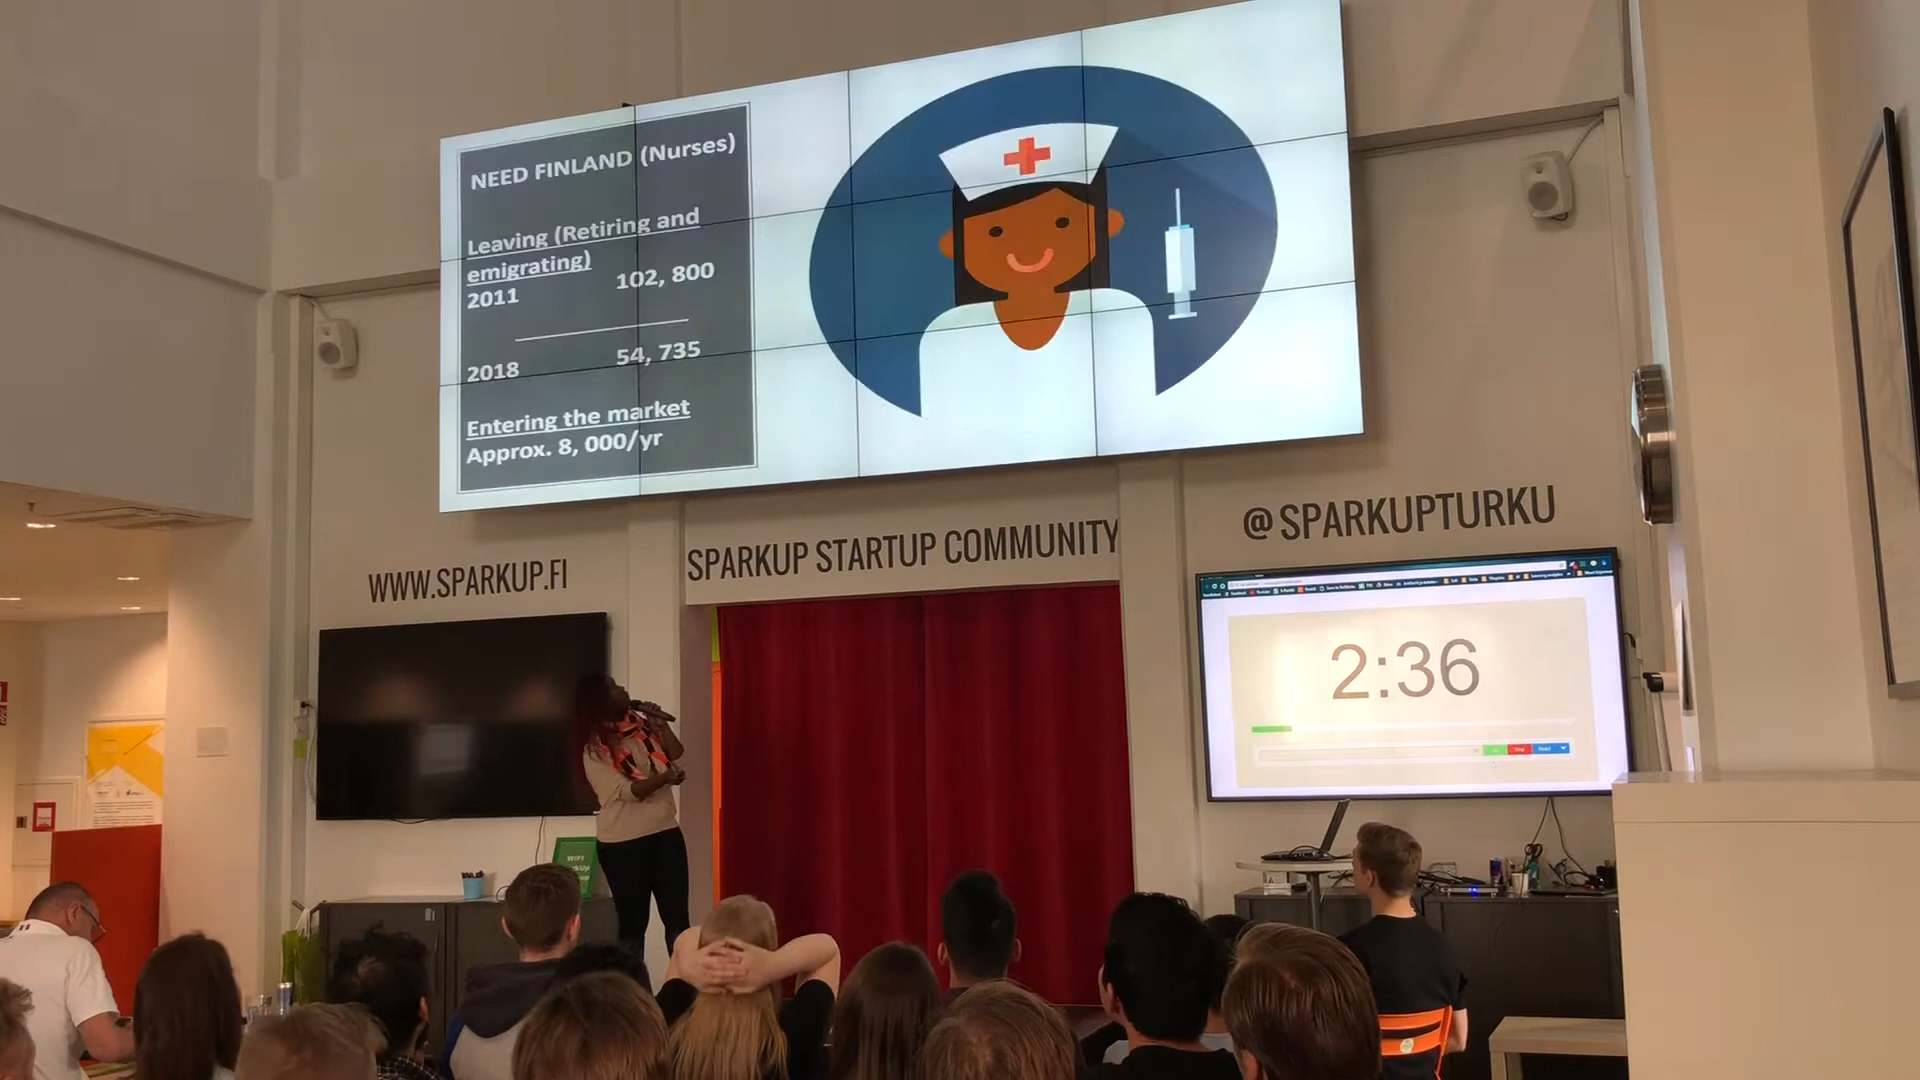 NEED FINLAND (Nurses)
Leaving (Retiring and
emigrating)
2011 102, 800
2018 54, 735
Entering the market
Approx. 8, 000/yr
WWW.SPARKUP.FI
SPARKUP STARTUP COMMUNITY
@SPARKUPTURKU
2:36
WIFI